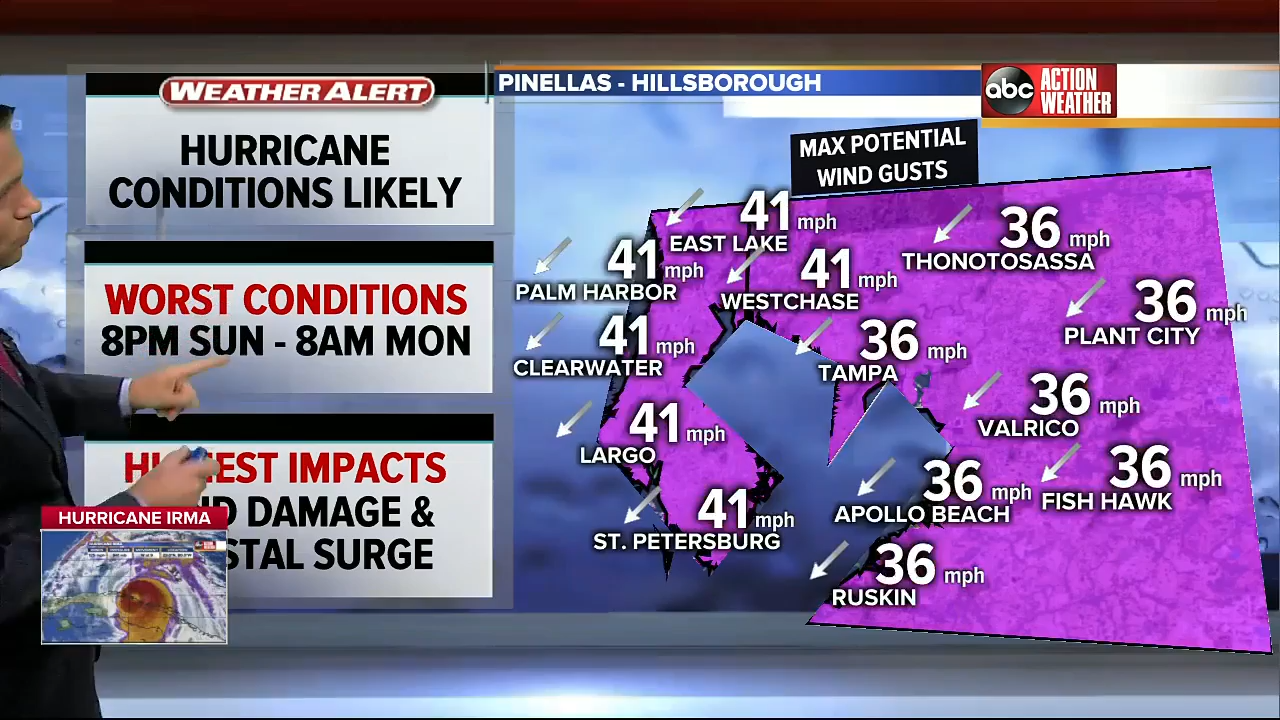 WEATHER ALERT
HURRICANE
CONDITIONS LIKELY
WORST CONDITIONS
8PM SUN - 8AM MON
IMPACTS
DAMAGE &
SURGE
HURRICANE IRMA
PINELLAS - HILLSBOROUGH
abc
ACTION
WEATHER
MAX POTENTIAL
WIND GUSTS
41 mph
EAST LAKE
41 mph
PALM HARBOR
41 mph
WESTCHASE
36 mph
THONOTOSASSA
36 mph
PLANT CITY
41 mph
CLEARWATER
36 mph
TAMPA
36 mph
VALRICO
41 mph
LARGO
36 mph
APOLLO BEACH
36 mph
FISH HAWK
41 mph
ST. PETERSBURG
36 mph
RUSKIN